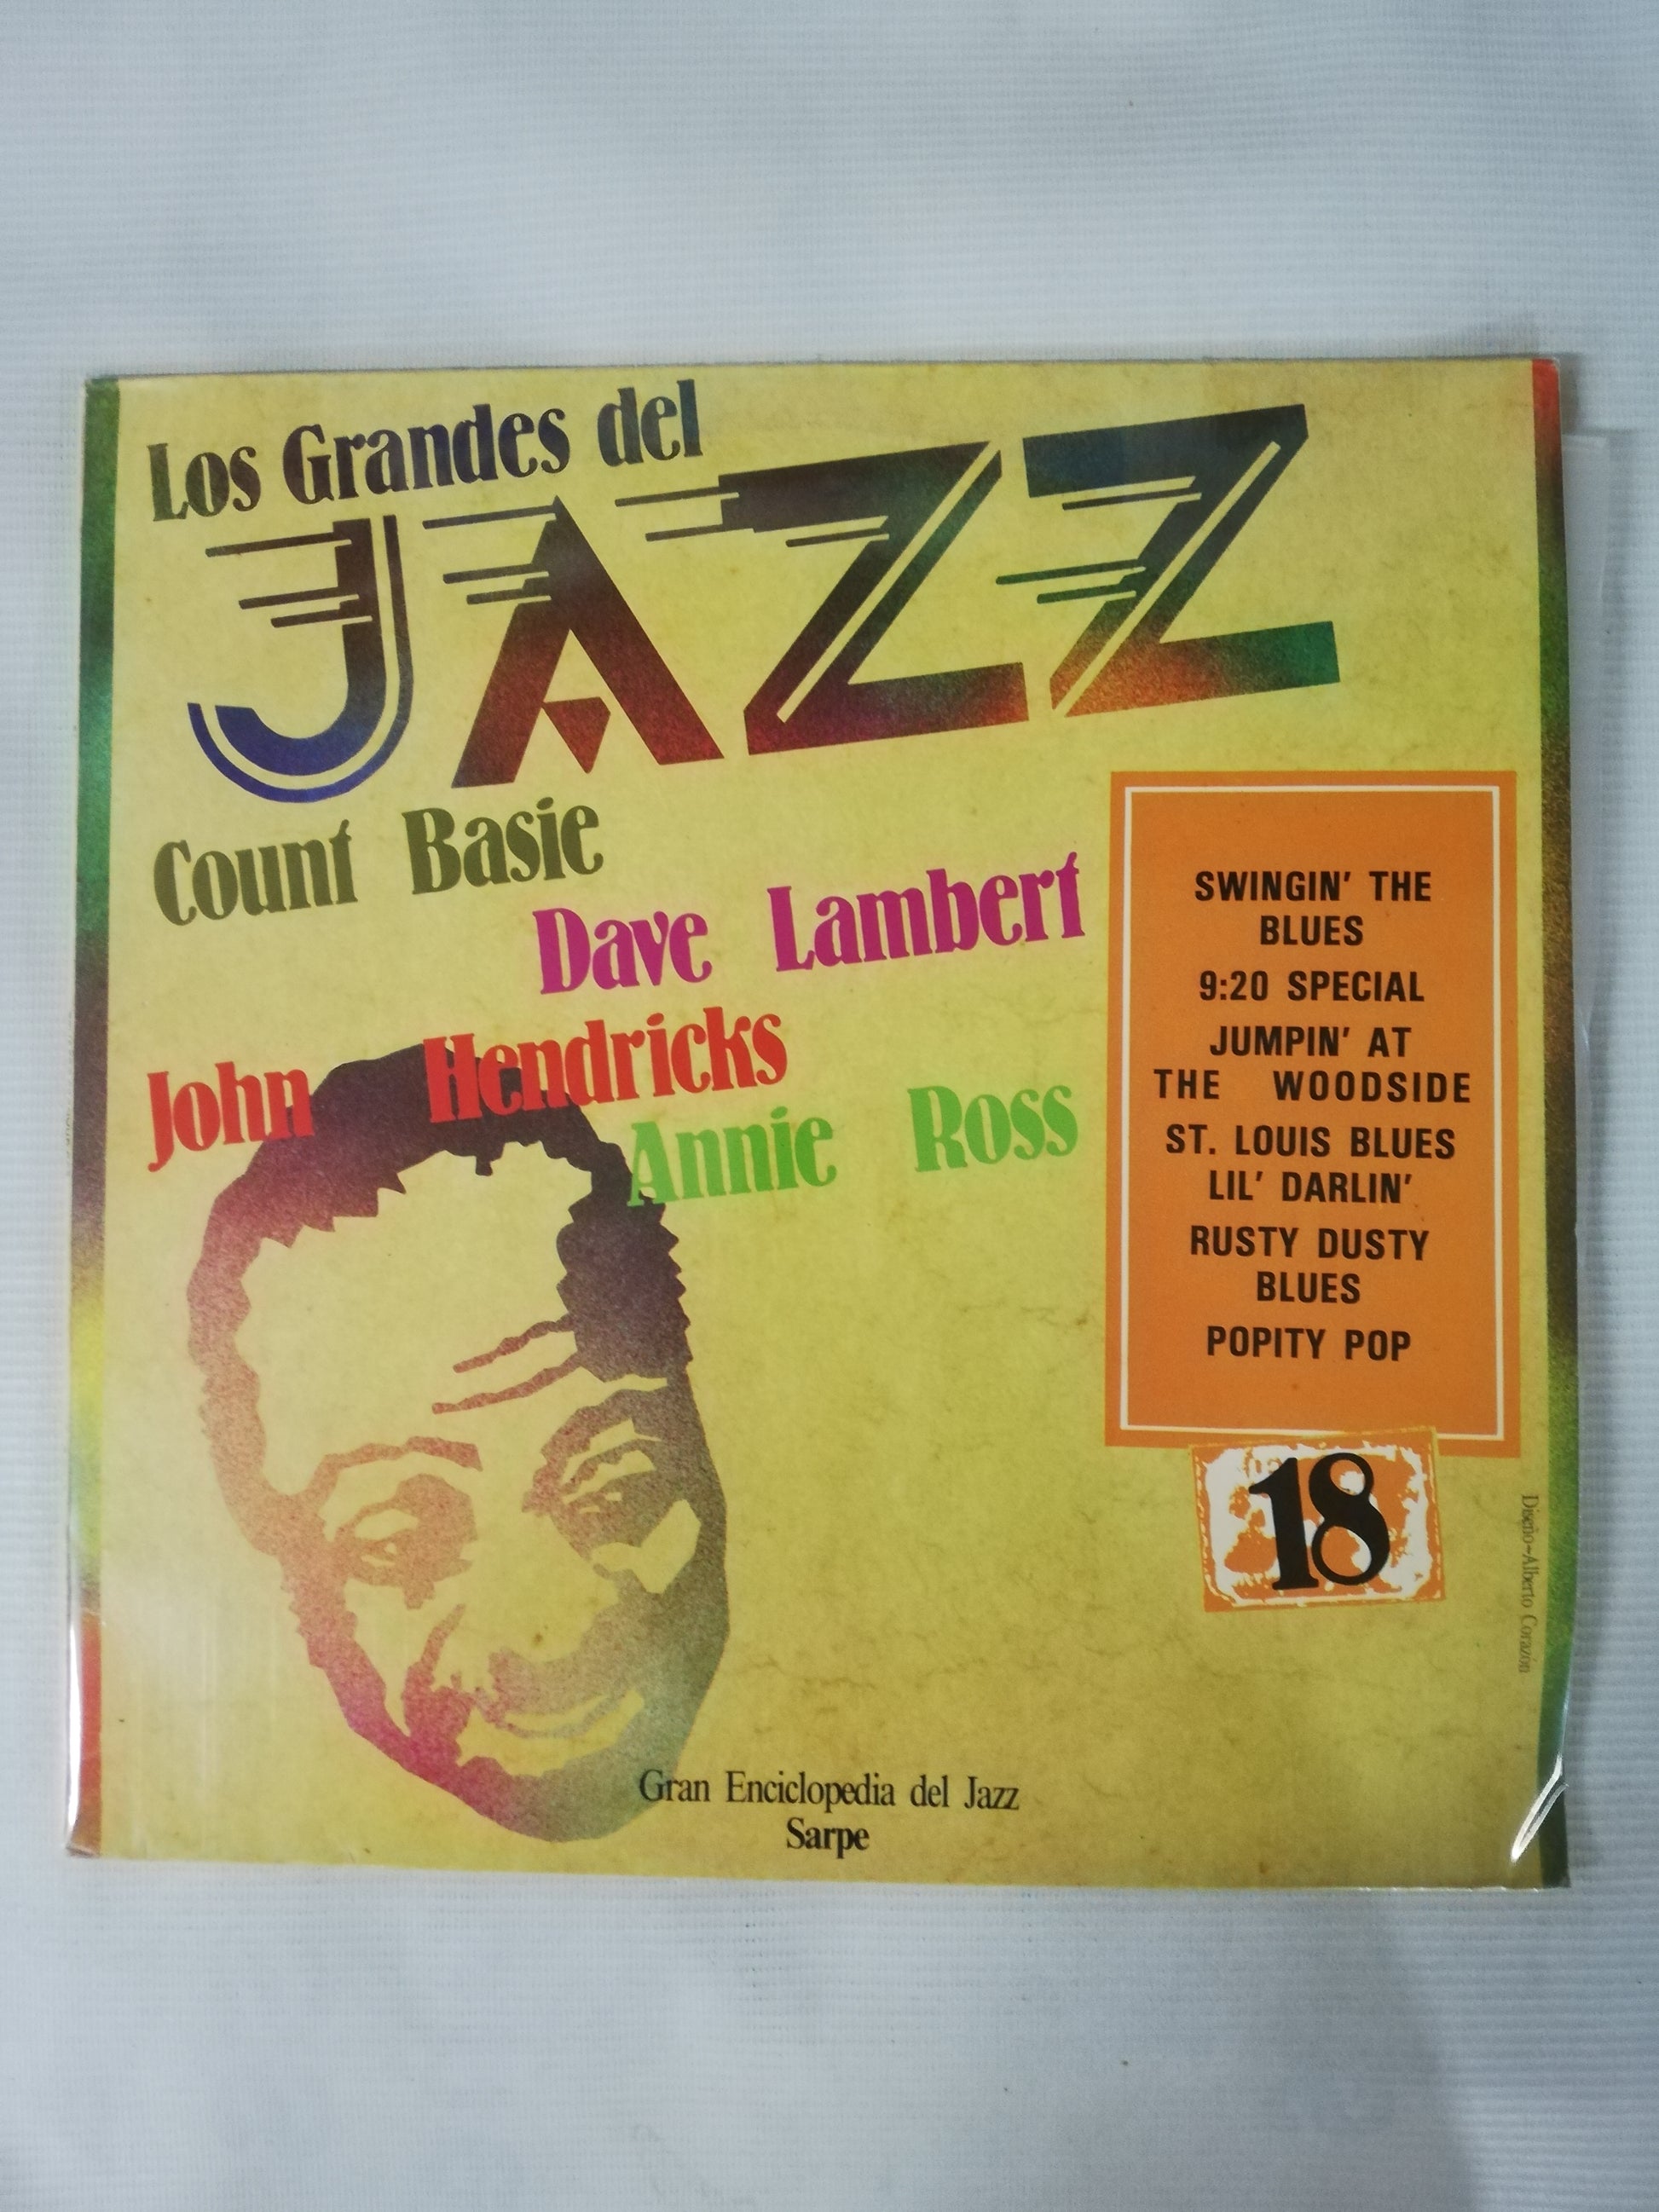 Los Grandes del
JAZZ
Count Basie
Dave Lambert
John Hendricks
Annie Ross
SWINGIN' THE
BLUES
9:20 SPECIAL
JUMPIN' AT
THE WOODSIDE
ST. LOUIS BLUES
LIL' DARLIN'
RUSTY DUSTY
BLUES
POPITY POP
18
Diseño-Alberto Corazón
Gran Enciclopedia del Jazz
Sarpe